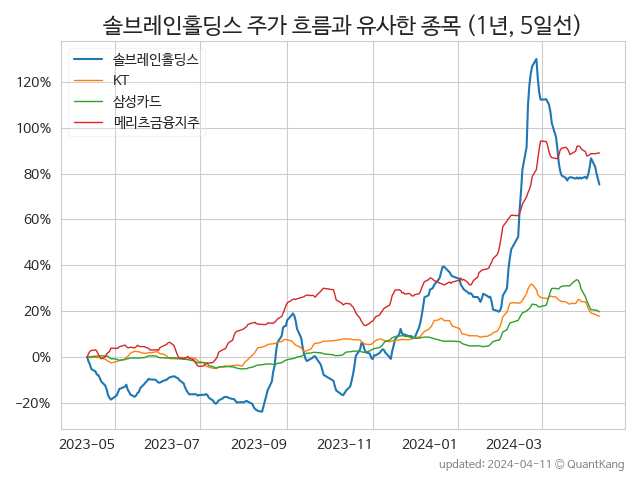 솔브레인홀딩스 주가 흐름과 유사한 종목 (1년, 5일선)
솔브레인홀딩스
KT
삼성카드
메리츠금융지주
120%
100%
80%
60%
40%
20%
0%
−20%
2023-05
2023-07
2023-09
2023-11
2024-01
2024-03
updated: 2024-04-11 © QuantKang